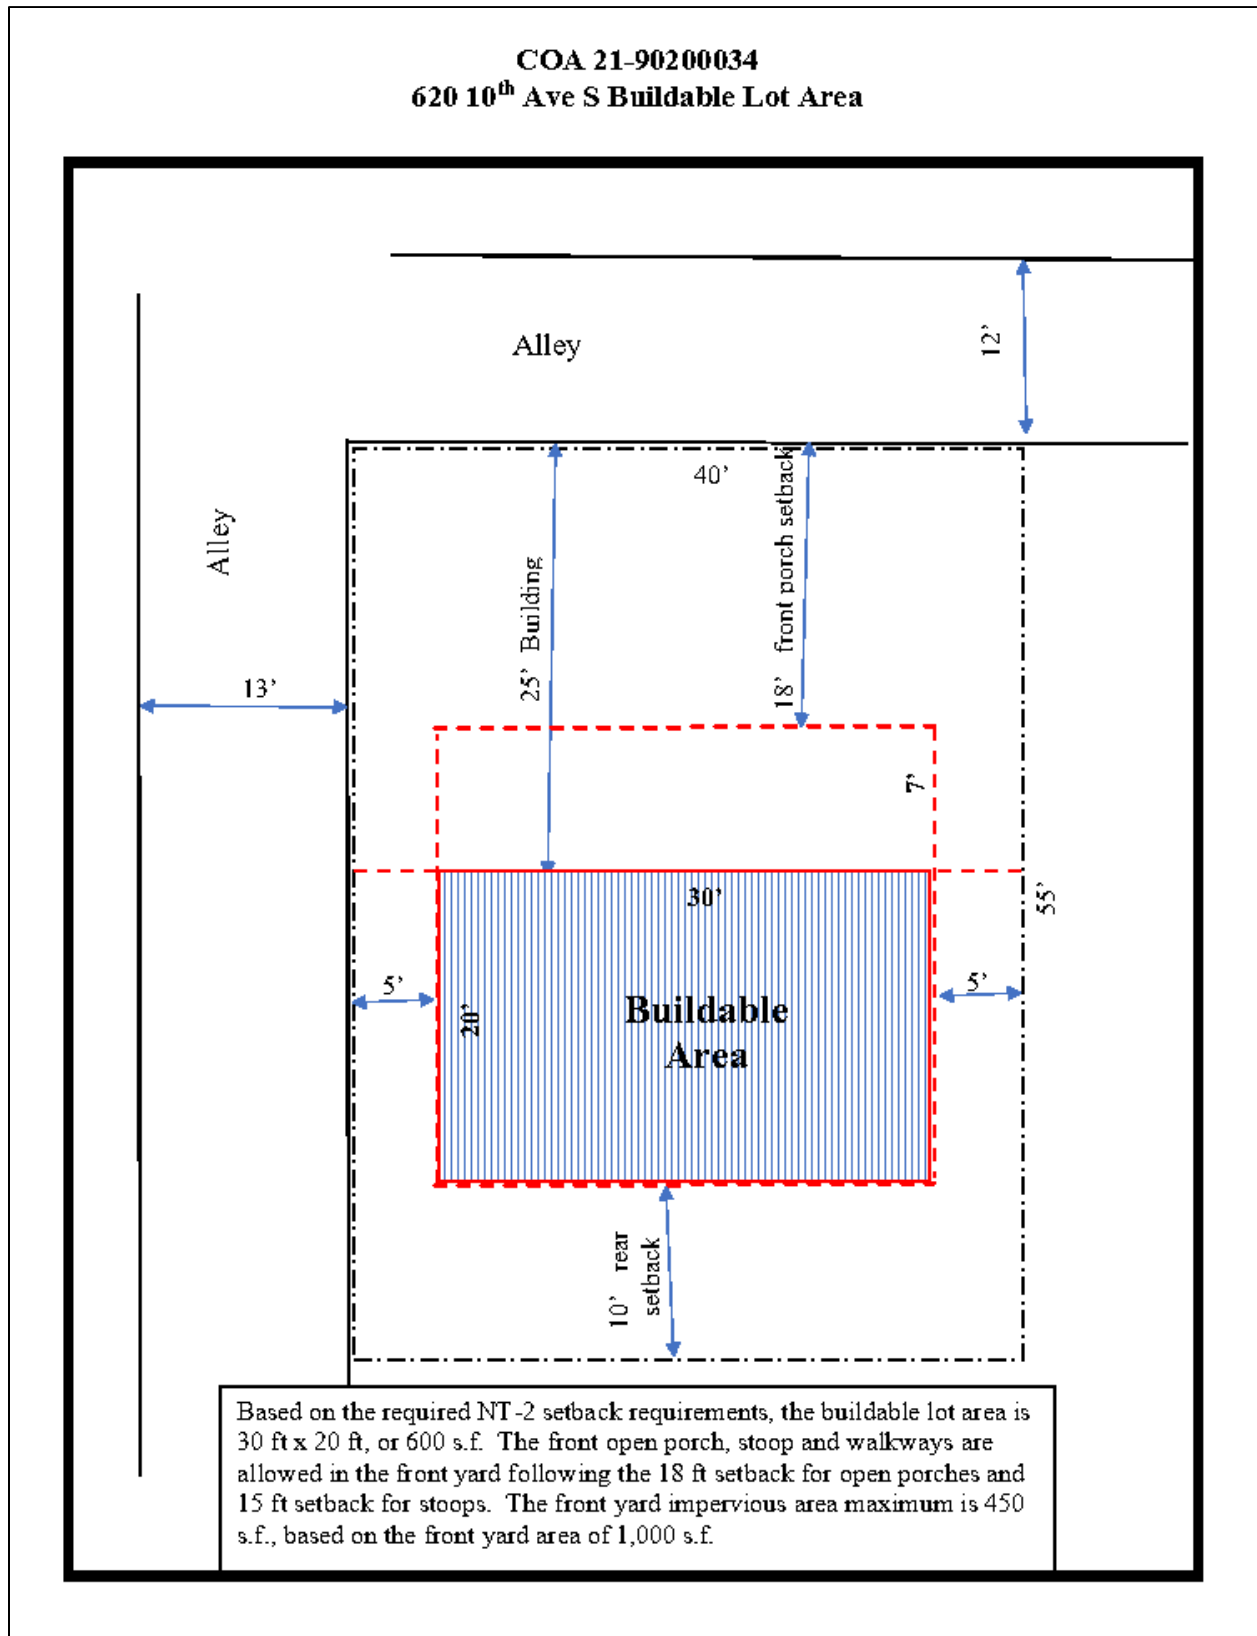 COA 21-90200034
620 10th Ave S Buildable Lot Area
12'
Alley
40'
18' front porch setback
Alley
25' Building
13'
7'
30'
55'
5'
5'
20'
Buildable
Area
10' rear
setback
Based on the required NT-2 setback requirements, the buildable lot area is
30 ft x 20 ft, or 600 s.f. The front open porch, stoop and walkways are
allowed in the front yard following the 18 ft setback for open porches and
15 ft setback for stoops. The front yard impervious area maximum is 450
s.f., based on the front yard area of 1,000 s.f.